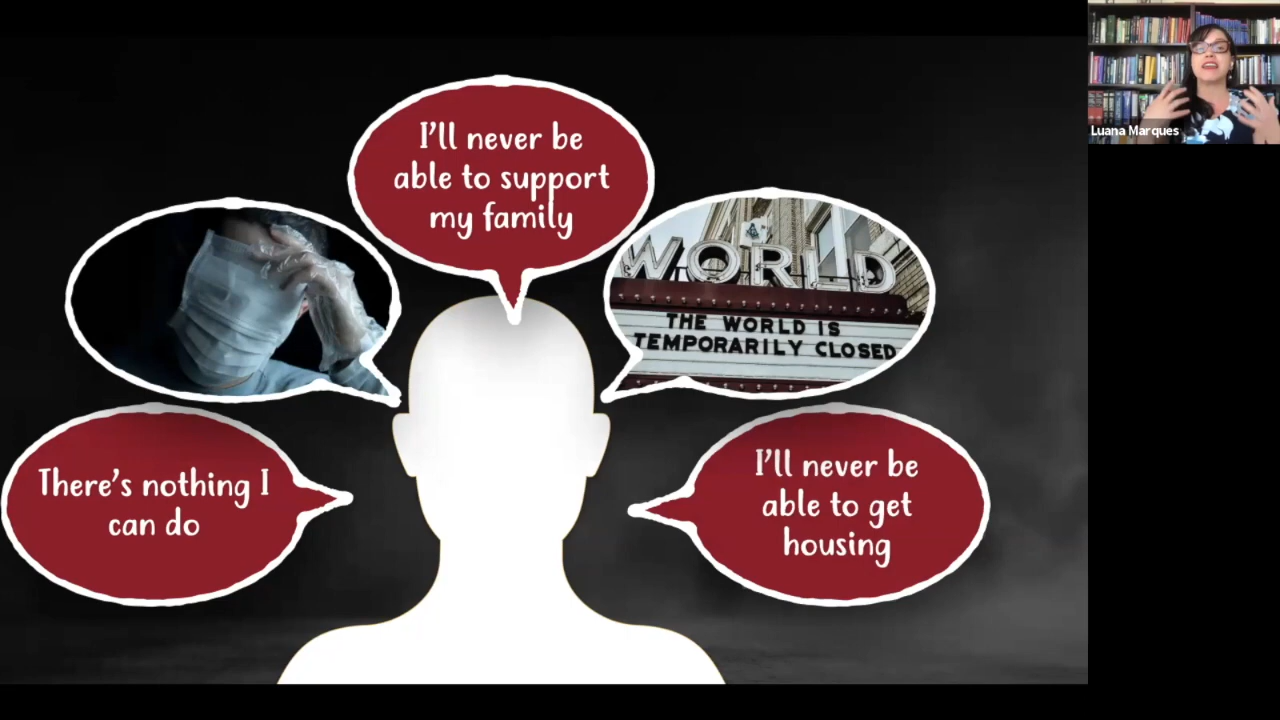 I'll never be
able to support
my family
WORLD
THE WORLD IS
TEMPORARILY CLOSED
There's nothing I
can do
I'll never be
able to get
housing
Luana Marques